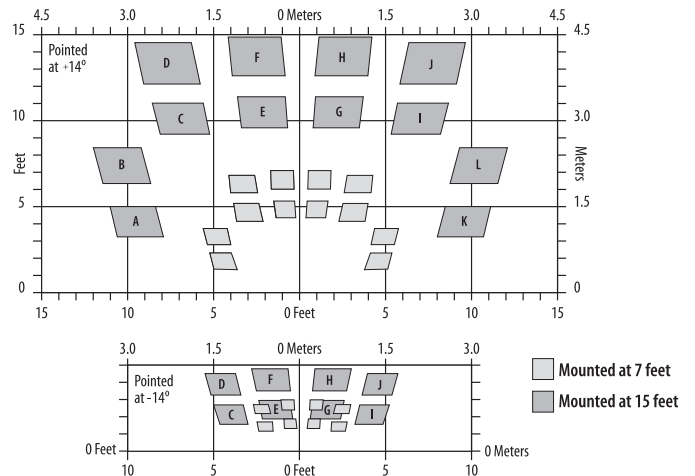 4.5 3.0 1.5 0 Meters 1.5 3.0 4.5
15 4.5
Pointed
at +14º
D F H J
C E G I
10 3.0
Feet Meters
B L
5 1.5
A K
0 0
15 10 5 0 Feet 5 10 15
3.0 1.5 0 Meters 1.5 3.0
Pointed
at -14º
D F H J
C E G I
0 Feet 0 Meters
10 5 0 Feet 5 10
Mounted at 7 feet
Mounted at 15 feet